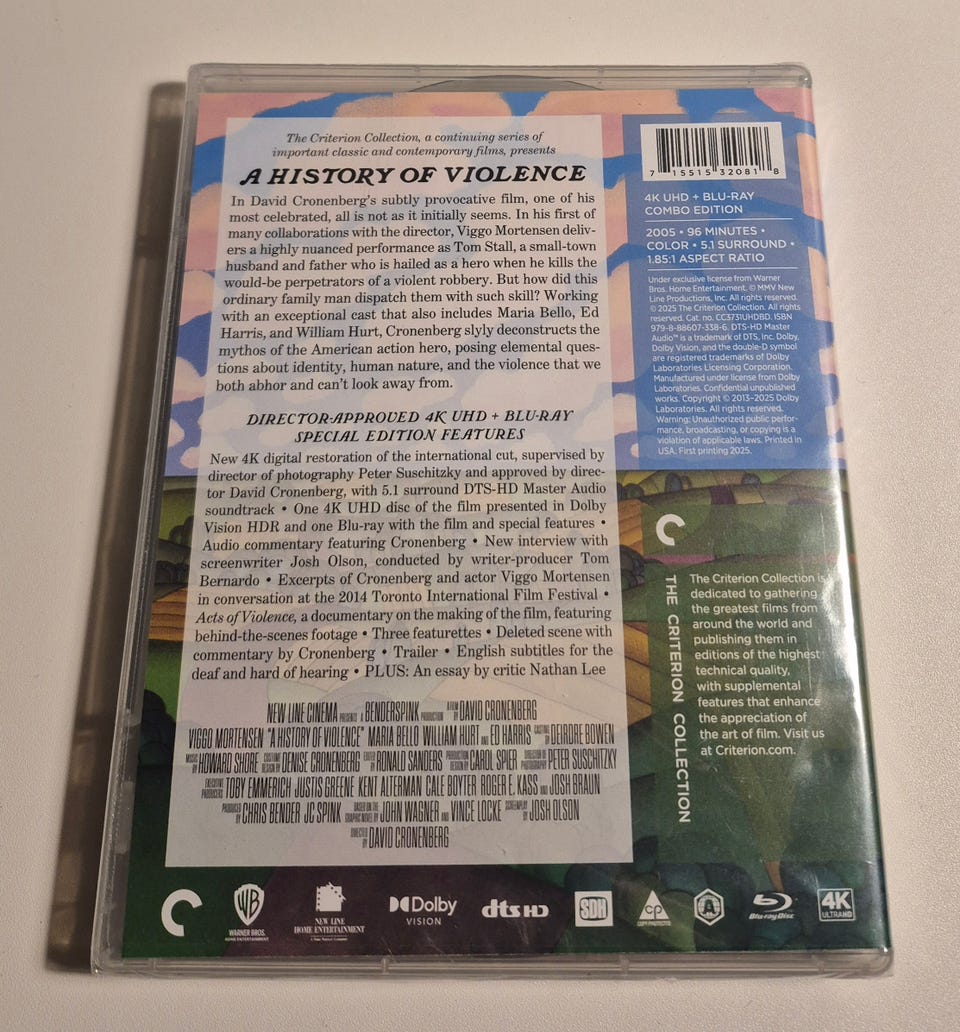 The Criterion Collection, a continuing series of
important classic and contemporary films, presents
A HISTORY OF VIOLENCE
In David Cronenberg's subtly provocative film, one of his
most celebrated, all is not as it initially seems. In his first of
many collaborations with the director, Viggo Mortensen deliv-
ers a highly nuanced performance as Tom Stall, a small-town
husband and father who is hailed as a hero when he kills the
would-be perpetrators of a violent robbery. But how did this
ordinary family man dispatch them with such skill? Working
with an exceptional cast that also includes Maria Bello, Ed
Harris, and William Hurt, Cronenberg slyly deconstructs the
mythos of the American action hero, posing elemental ques-
tions about identity, human nature, and the violence that we
both abhor and can't look away from.
DIRECTOR-APPROVED 4K UHD + BLU-RAY
SPECIAL EDITION FEATURES
New 4K digital restoration of the international cut, supervised by
director of photography Peter Suschitzky and approved by direc-
tor David Cronenberg, with 5.1 surround DTS-HD Master Audio
soundtrack • One 4K UHD disc of the film presented in Dolby
Vision HDR and one Blu-ray with the film and special features •
Audio commentary featuring Cronenberg • New interview with
screenwriter Josh Olson, conducted by writer-producer Tom
Bernardo • Excerpts of Cronenberg and actor Viggo Mortensen
in conversation at the 2014 Toronto International Film Festival •
Acts of Violence, a documentary on the making of the film, featuring
behind-the-scenes footage • Three featurettes • Deleted scene with
commentary by Cronenberg • Trailer • English subtitles for the
deaf and hard of hearing • PLUS: An essay by critic Nathan Lee
NEW LINE CINEMA PRESENTS A BENDERSPINK PRODUCTION A FILM BY DAVID CRONENBERG
VIGGO MORTENSEN "A HISTORY OF VIOLENCE" MARIA BELLO WILLIAM HURT AND ED HARRIS CASTING BY DEIRDRE BOWEN
MUSIC BY HOWARD SHORE COSTUME DESIGN BY DENISE CRONENBERG EDITED BY RONALD SANDERS PRODUCTION DESIGN BY CAROL SPIER DIRECTOR OF PHOTOGRAPHY PETER SUSCHITZKY
EXECUTIVE PRODUCERS TOBY EMMERICH JUSTIS GREENE KENT ALTERMAN CALE BOYTER ROGER E. KASS AND JOSH BRAUN
PRODUCED BY CHRIS BENDER JC SPINK BASED ON THE GRAPHIC NOVEL BY JOHN WAGNER AND VINCE LOCKE SCREENPLAY BY JOSH OLSON
DIRECTED BY DAVID CRONENBERG
7 15515 32081 8
4K UHD + BLU-RAY
COMBO EDITION
2005 • 96 MINUTES •
COLOR • 5.1 SURROUND •
1.85:1 ASPECT RATIO
Under exclusive license from Warner
Bros. Home Entertainment. © MMV New
Line Productions, Inc. All rights reserved.
© 2025 The Criterion Collection. All rights
reserved. Cat. no. CC3731UHDBD. ISBN
979-8-88607-338-6. DTS-HD Master
Audio™ is a trademark of DTS, Inc. Dolby,
Dolby Vision, and the double-D symbol
are registered trademarks of Dolby
Laboratories Licensing Corporation.
Manufactured under license from Dolby
Laboratories. Confidential unpublished
works. Copyright © 2013–2025 Dolby
Laboratories. All rights reserved.
Warning: Unauthorized public perfor-
mance, broadcasting, or copying is a
violation of applicable laws. Printed in
USA. First printing 2025.
THE CRITERION COLLECTION
The Criterion Collection is
dedicated to gathering
the greatest films from
around the world and
publishing them in
editions of the highest
technical quality,
with supplemental
features that enhance
the appreciation of
the art of film. Visit us
at Criterion.com.
WB
WARNER BROS.
HOME ENTERTAINMENT
NEW LINE
HOME ENTERTAINMENT
A Time Warner Company
Dolby
VISION
dts HD
SDH
CP
COPY PROTECTED
A
Blu-ray Disc
4K
ULTRA HD